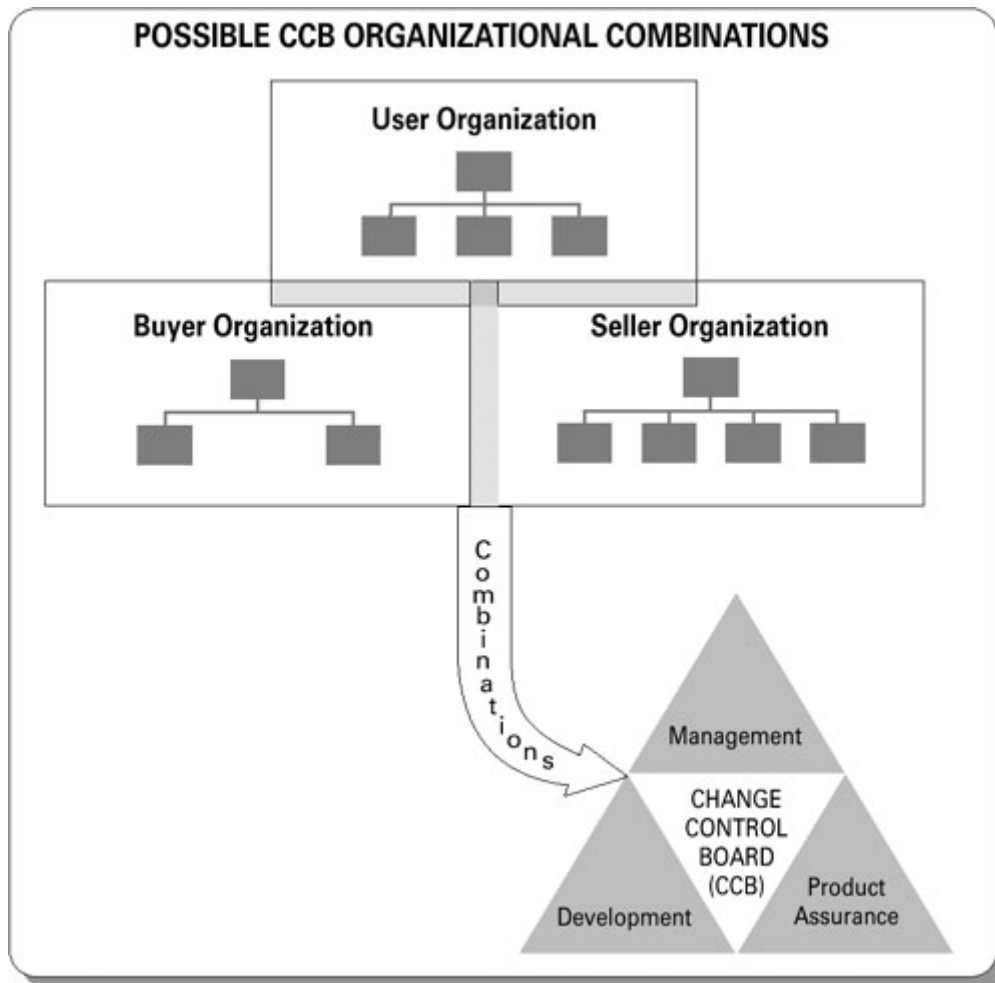 POSSIBLE CCB ORGANIZATIONAL COMBINATIONS
User Organization
Buyer Organization
Seller Organization
Combinations
Management
CHANGE
CONTROL
BOARD
(CCB)
Development
Product
Assurance